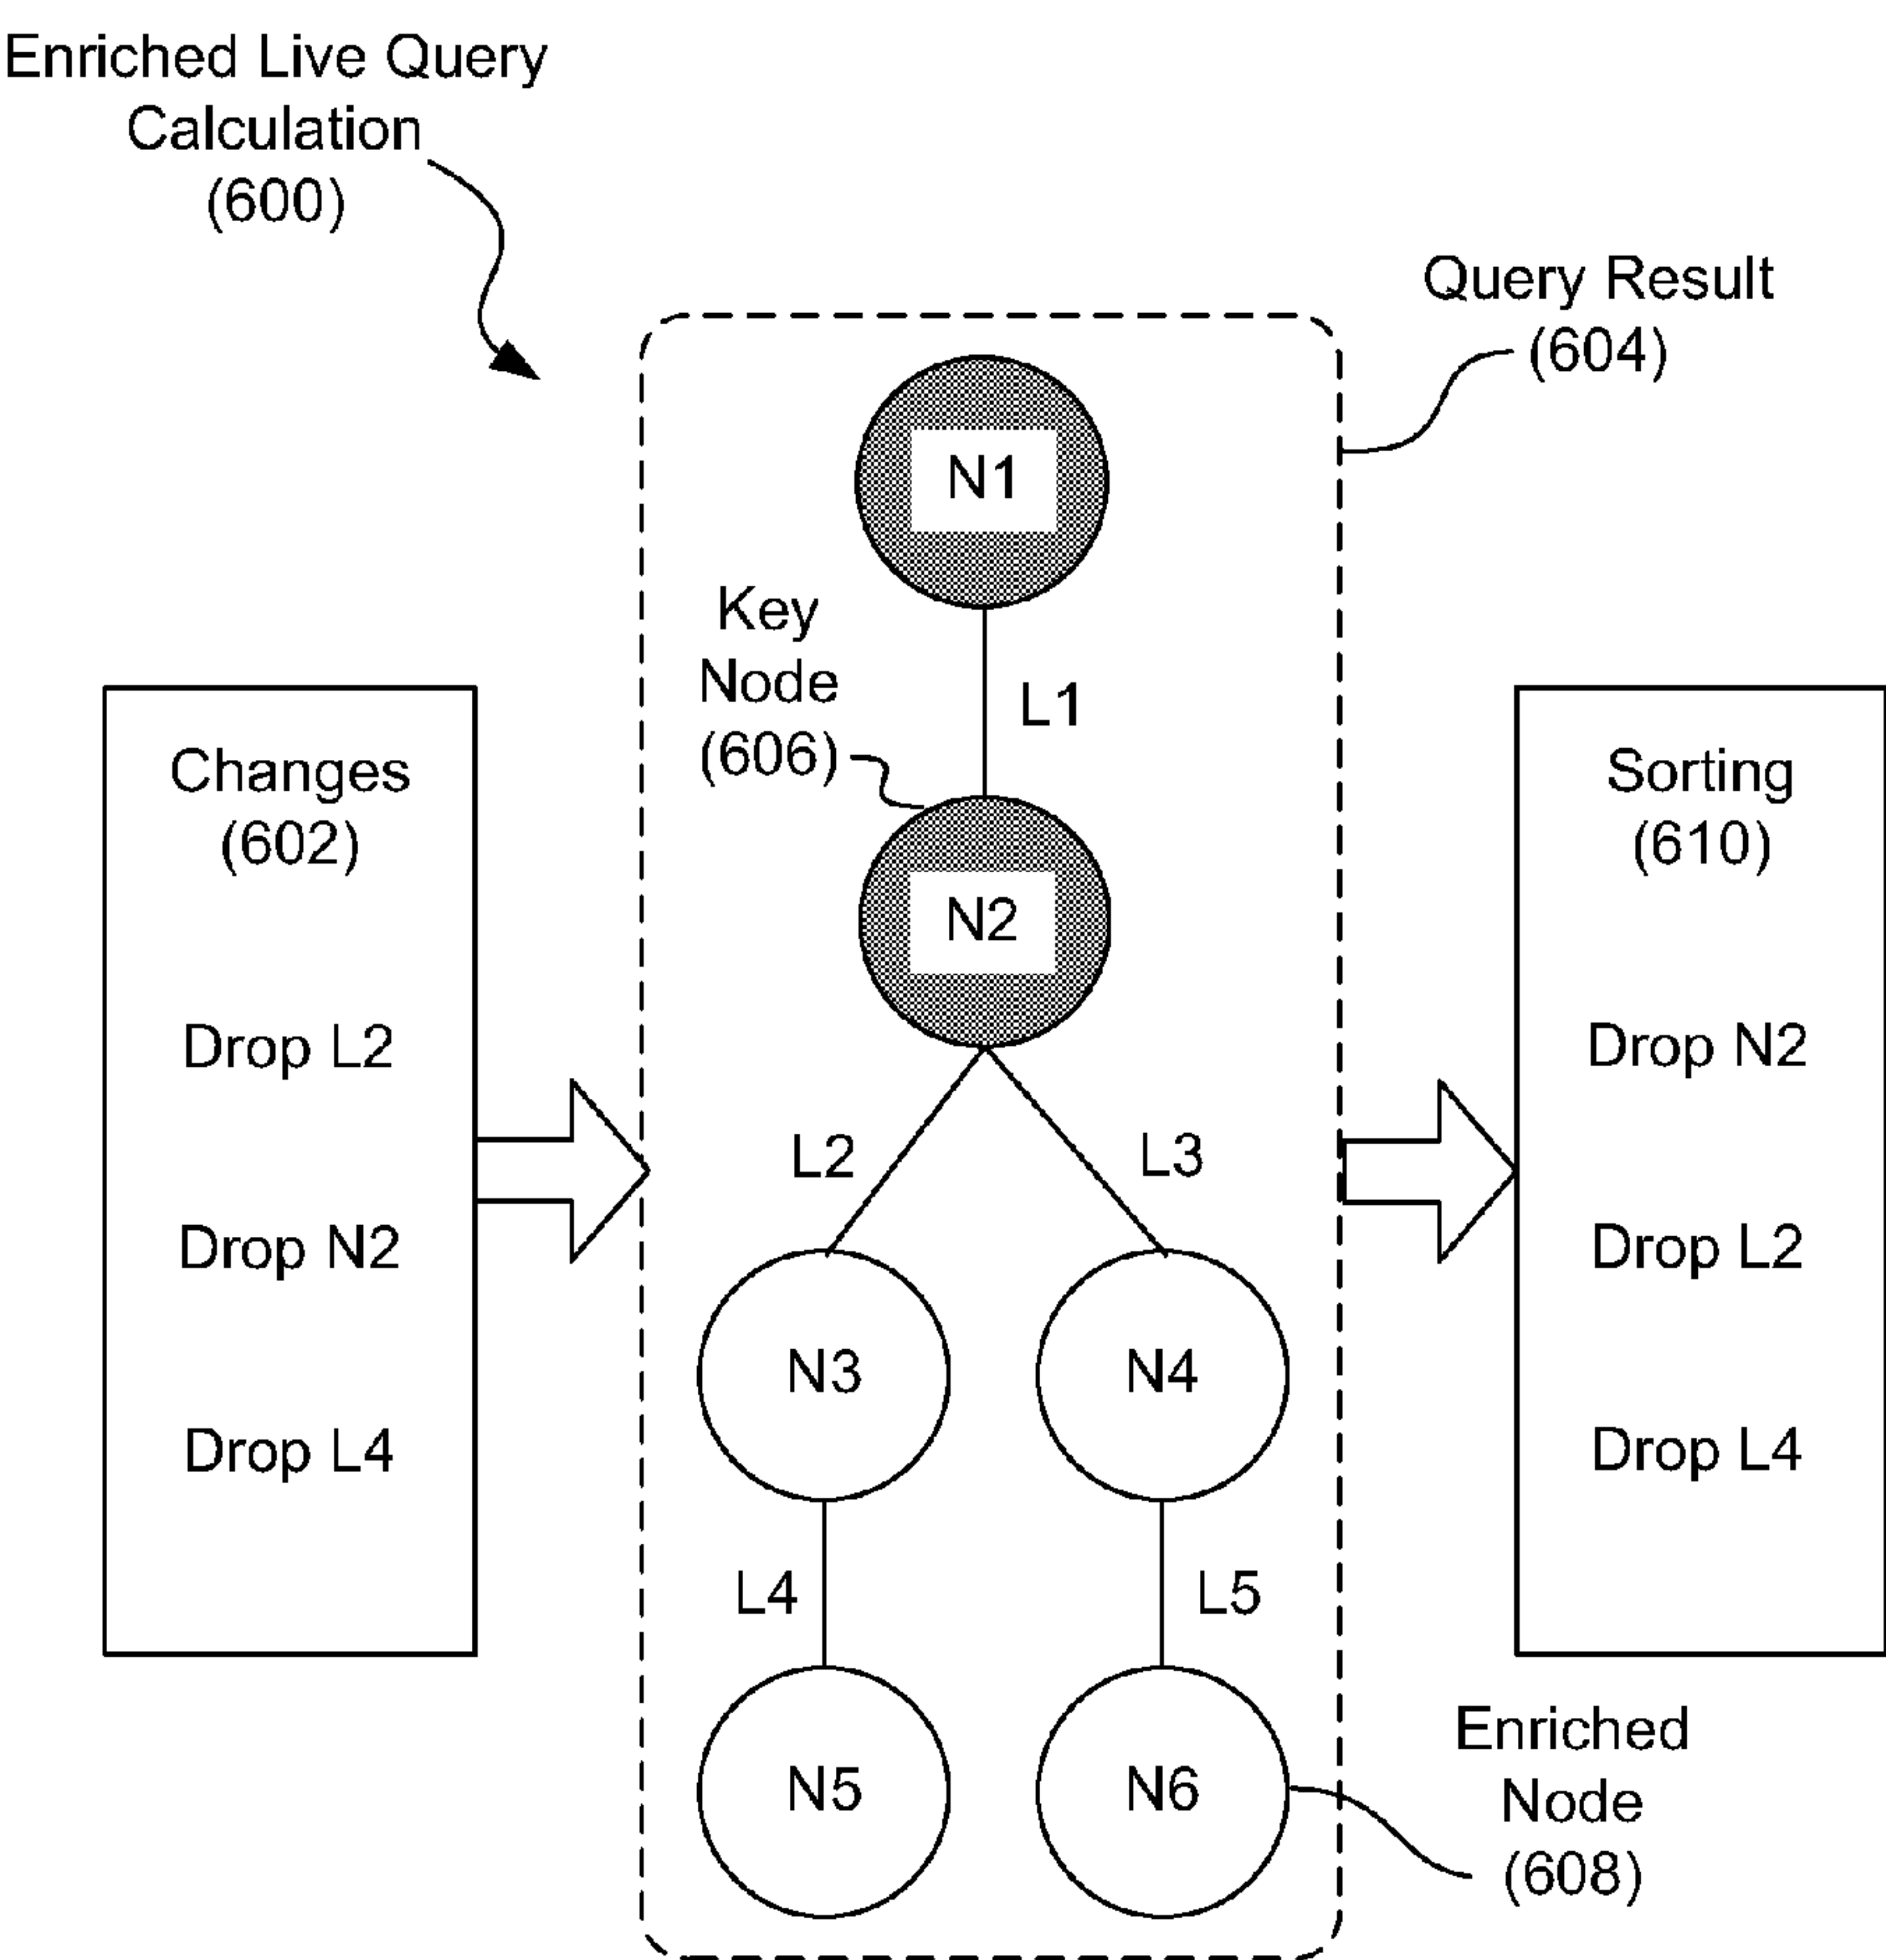 Enriched Live Query
Calculation
(600)
Query Result
(604)
N1
Key
Node
(606)
L1
Changes
(602)
Drop L2
Drop N2
Drop L4
N2
L2
L3
N3
N4
L4
L5
N5
N6
Sorting
(610)
Drop N2
Drop L2
Drop L4
Enriched
Node
(608)